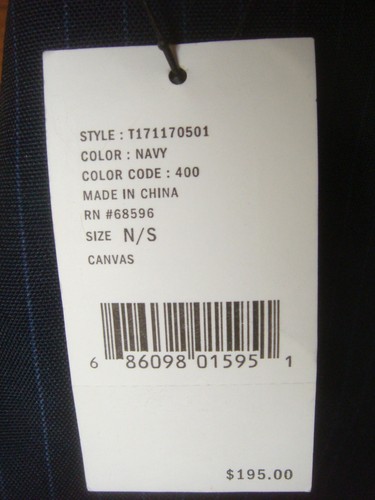 STYLE : T171170501
COLOR : NAVY
COLOR CODE : 400
MADE IN CHINA
RN #68596
SIZE N/S
CANVAS
6 86098 01595 1
$195.00